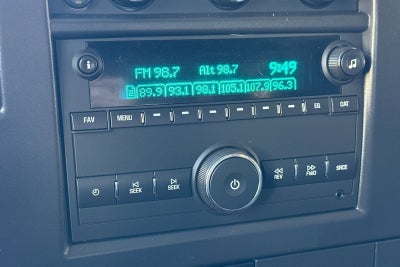 FM 98.7 Alt 98.7 9:49
89.9 93.1 98.1 105.1 107.9 96.3
FAV MENU EQ CAT
SEEK SEEK REV FWD SRCE